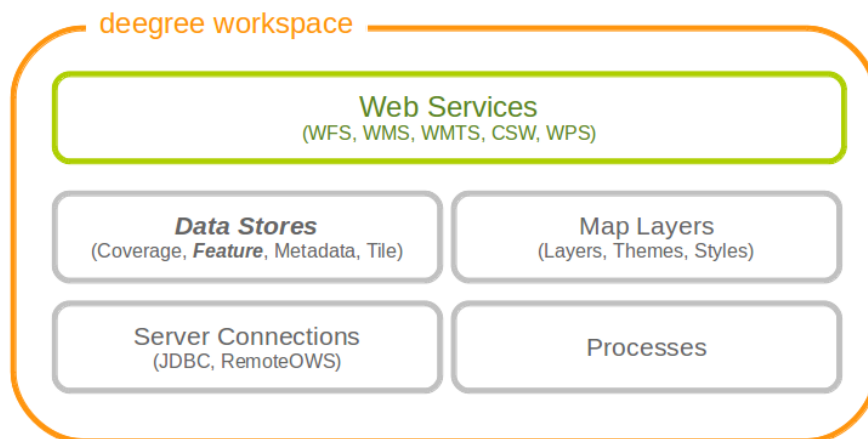 deegree workspace
Web Services
(WFS, WMS, WMTS, CSW, WPS)
Data Stores
(Coverage, Feature, Metadata, Tile)
Map Layers
(Layers, Themes, Styles)
Server Connections
(JDBC, RemoteOWS)
Processes